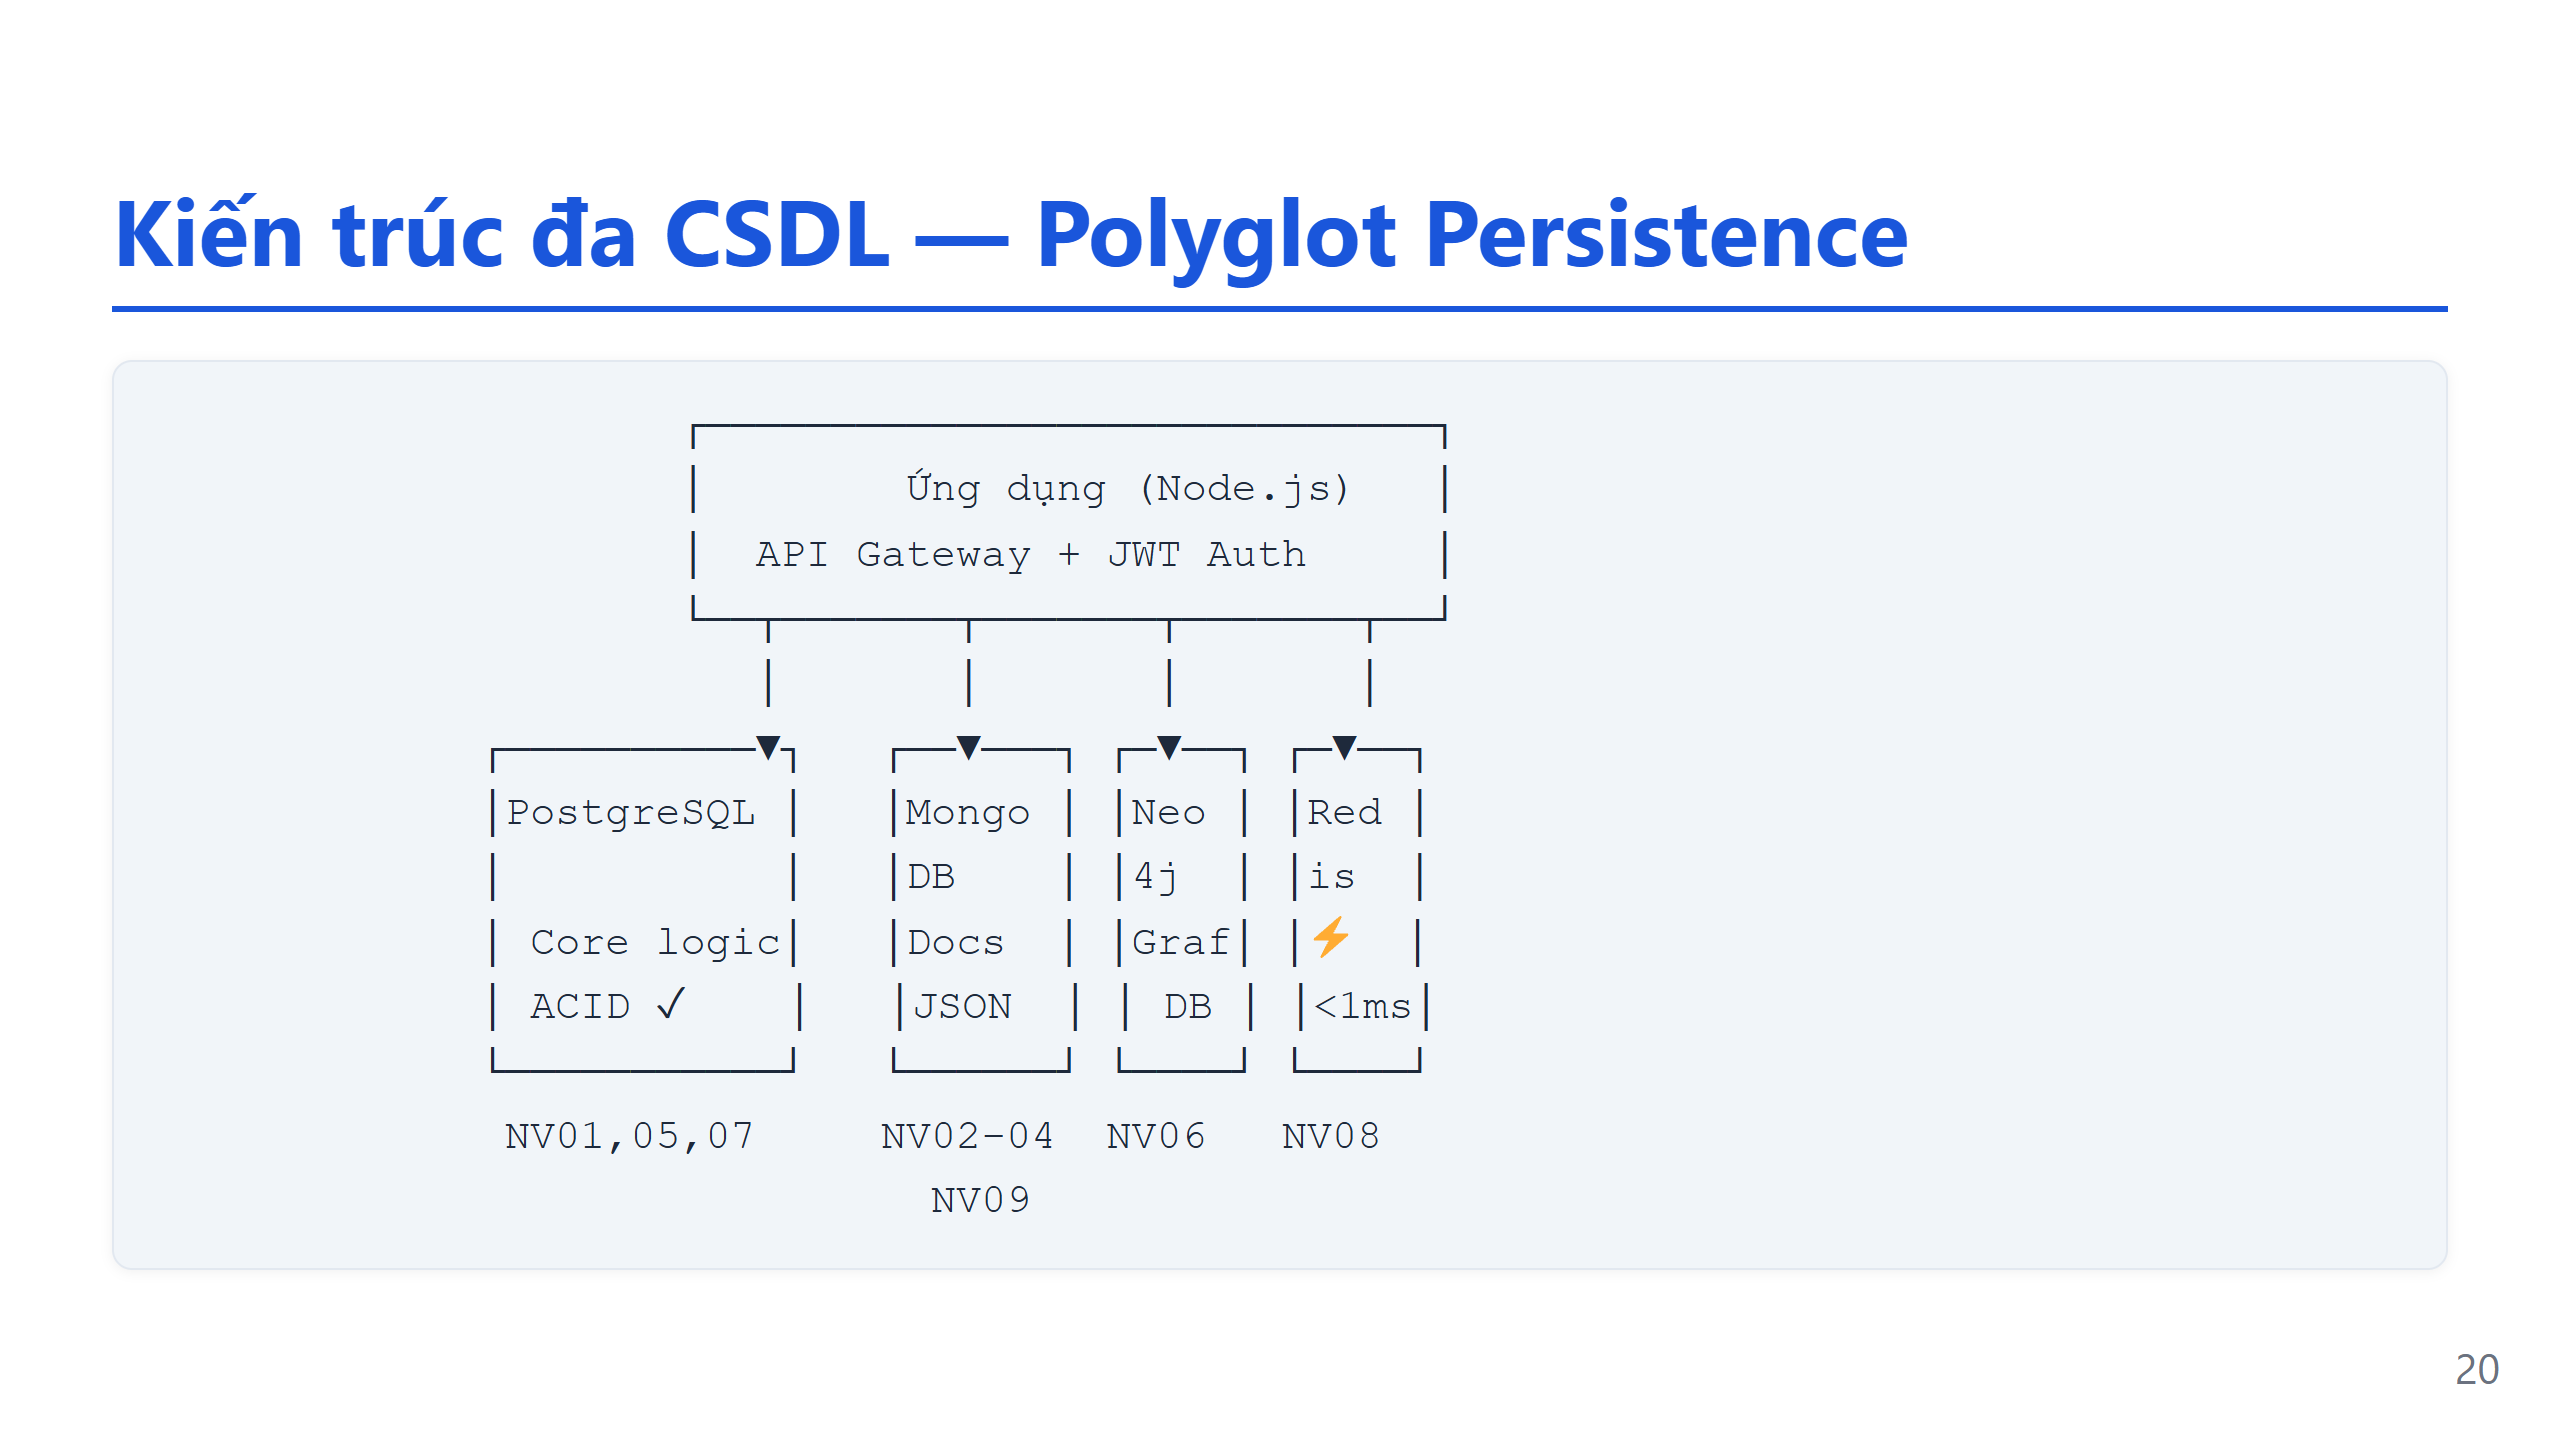 Kiến trúc đa CSDL — Polyglot Persistence
Ứng dụng (Node.js)
API Gateway + JWT Auth
PostgreSQL Mongo Neo Red
DB 4j is
Core logic Docs Graf ⚡
ACID ✓ JSON DB <1ms
NV01,05,07 NV02-04 NV06 NV08
NV09
20